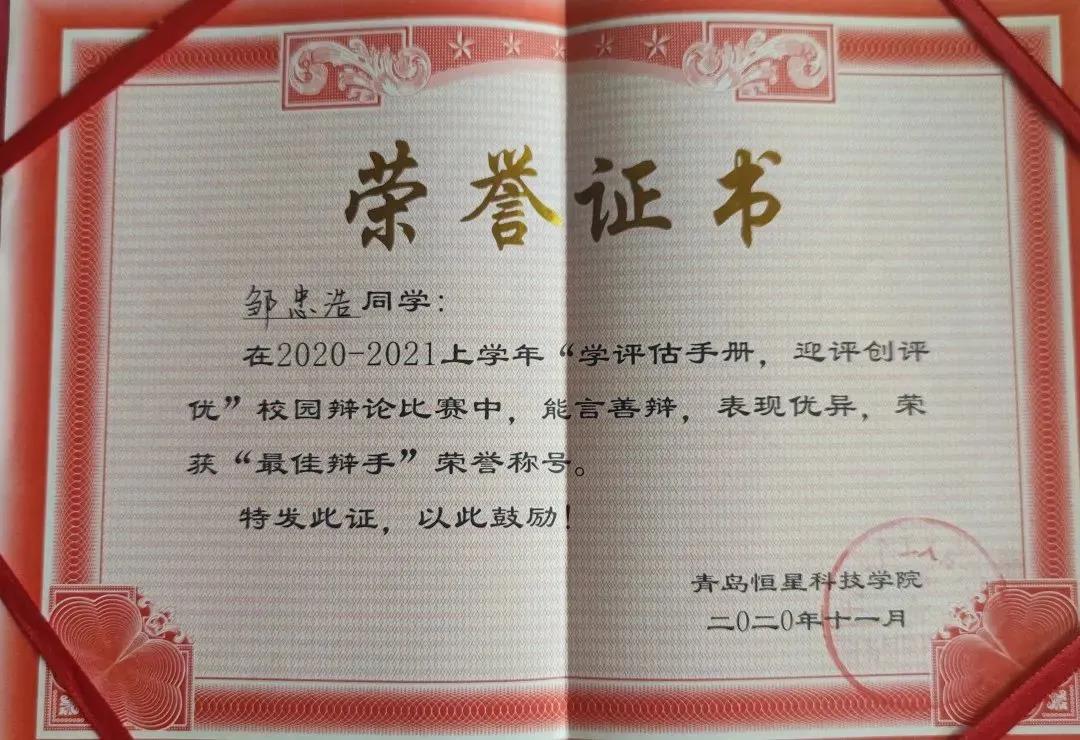 荣誉证书
邹忠浩同学：
在2020-2021上学年“学评估手册，迎评创评
优”校园辩论比赛中，能言善辩，表现优异，荣
获“最佳辩手”荣誉称号。
特发此证，以此鼓励！
青岛恒星科技学院
二〇二〇年十一月